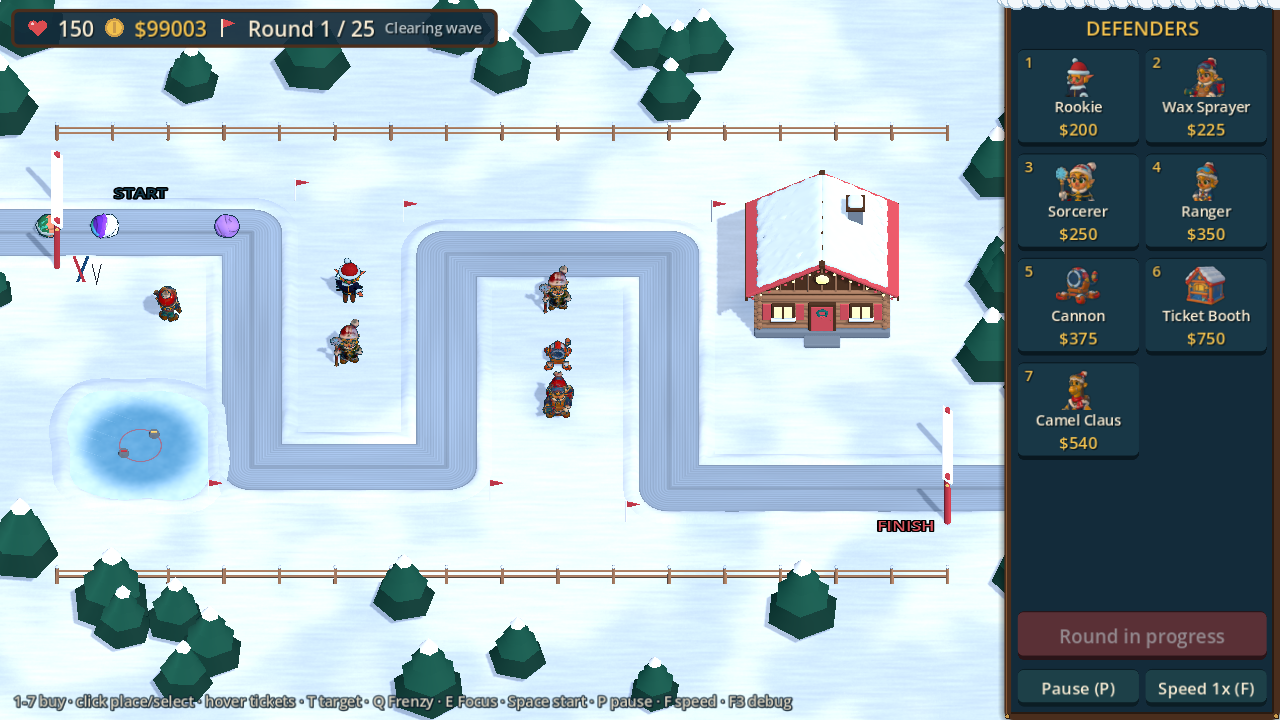 150 $99003 Round 1 / 25 Clearing wave
START
FINISH
DEFENDERS
1 Rookie $200
2 Wax Sprayer $225
3 Sorcerer $250
4 Ranger $350
5 Cannon $375
6 Ticket Booth $750
7 Camel Claus $540
Round in progress
Pause (P) Speed 1x (F)
1-7 buy · click place/select · hover tickets · T target · Q Frenzy · E Focus · Space start · P pause · F speed · F3 debug